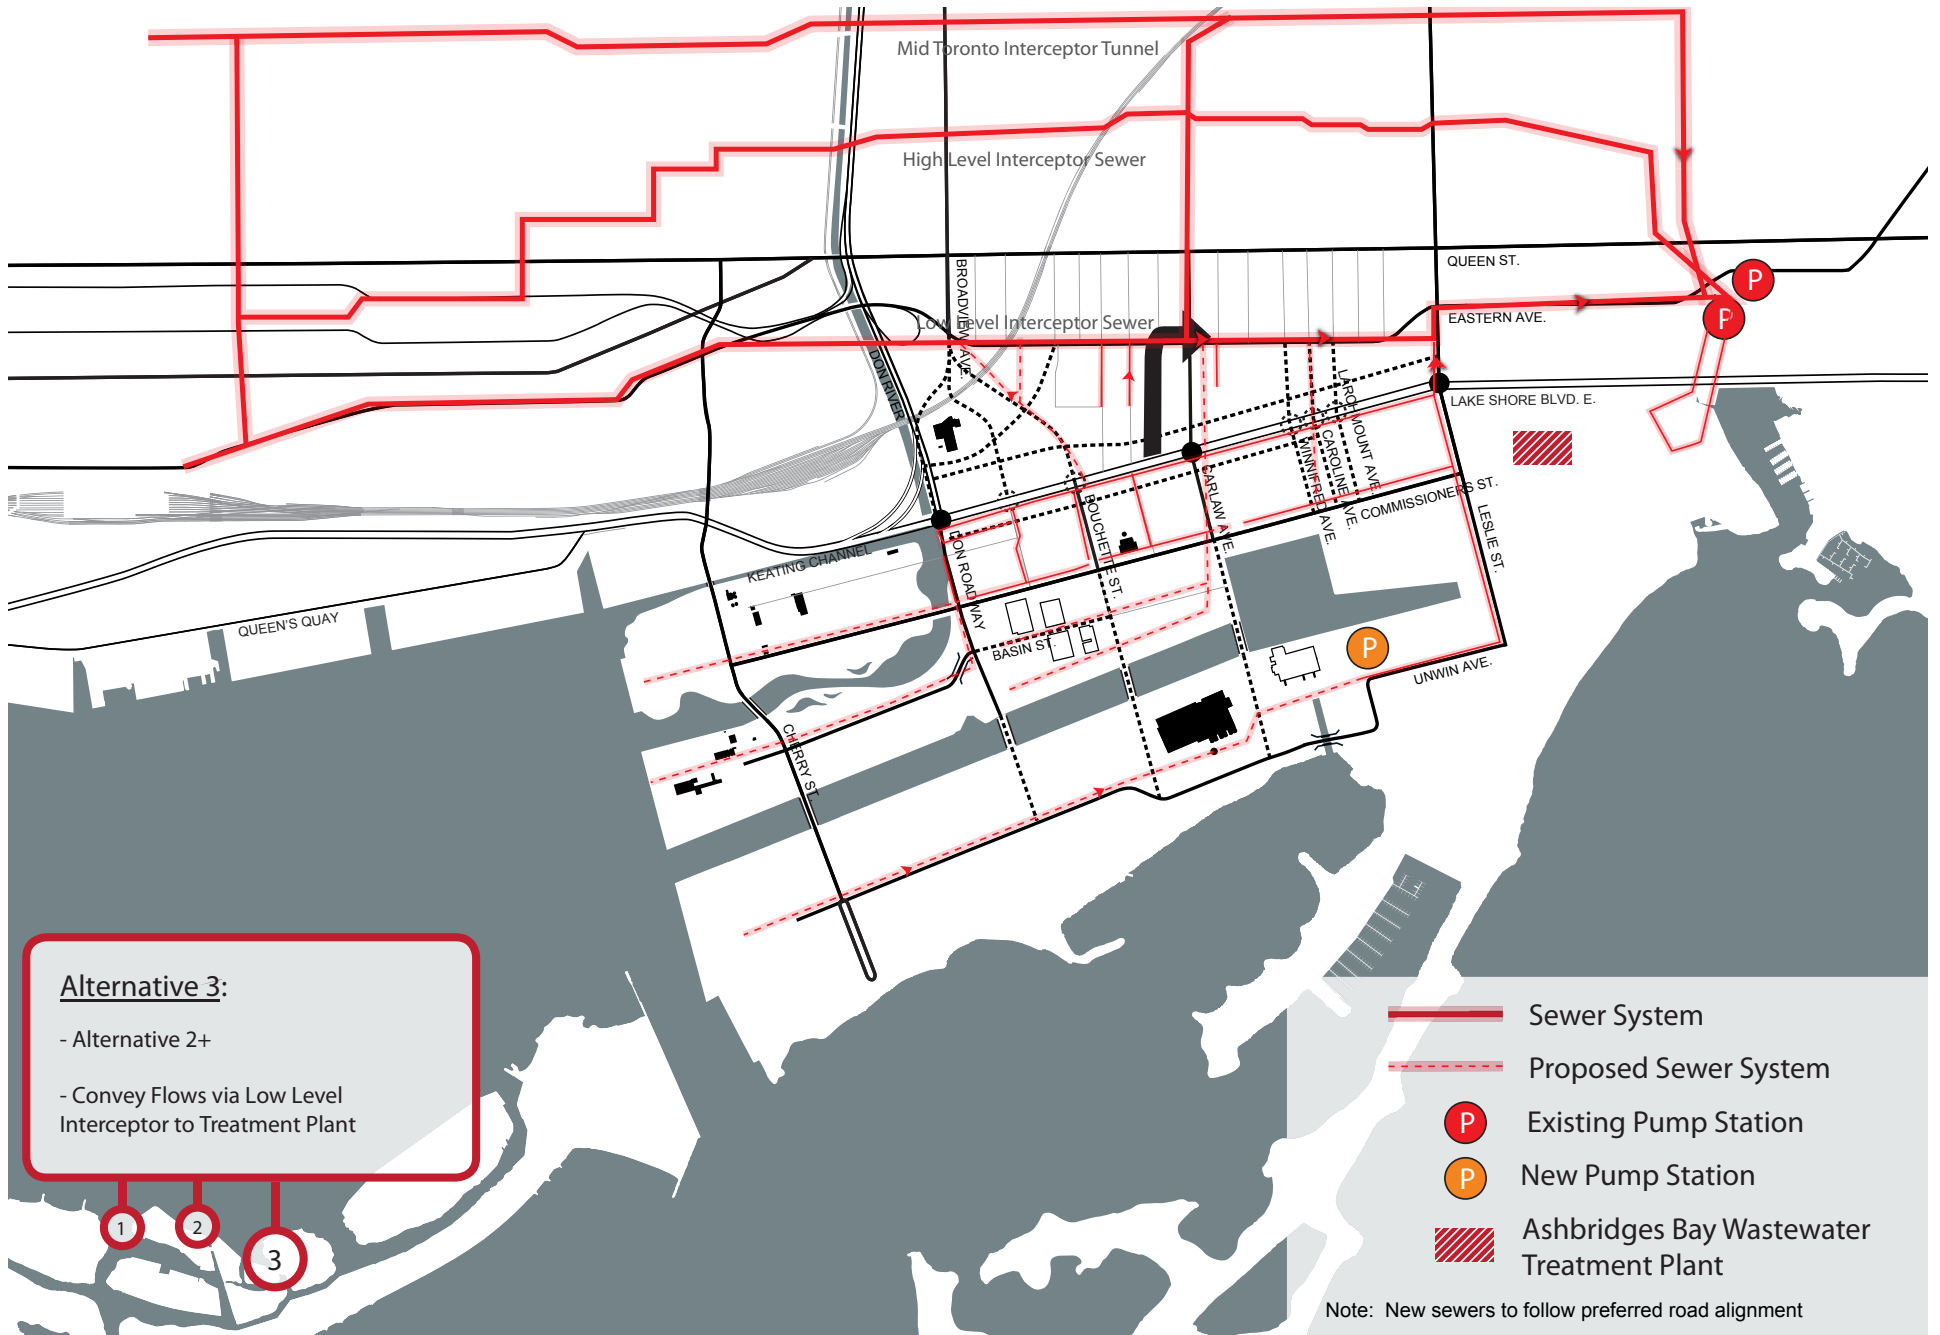 Mid Toronto Interceptor Tunnel
High Level Interceptor Sewer
QUEEN ST.
BROADVIEW AVE.
P
Low Level Interceptor Sewer
EASTERN AVE.
P
DON RIVER
LARCHMOUNT AVE.
LAKE SHORE BLVD. E.
CAROLINE AVE.
WINNIFRED AVE.
CARLAW AVE.
COMMISSIONERS ST.
BOUCHETTE ST.
LESLIE ST.
DON ROADWAY
KEATING CHANNEL
QUEEN'S QUAY
BASIN ST.
P
UNWIN AVE.
CHERRY ST.
Alternative 3:
- Alternative 2+
- Convey Flows via Low Level
Interceptor to Treatment Plant
1
2
3
Sewer System
Proposed Sewer System
P
Existing Pump Station
P
New Pump Station
Ashbridges Bay Wastewater
Treatment Plant
Note: New sewers to follow preferred road alignment